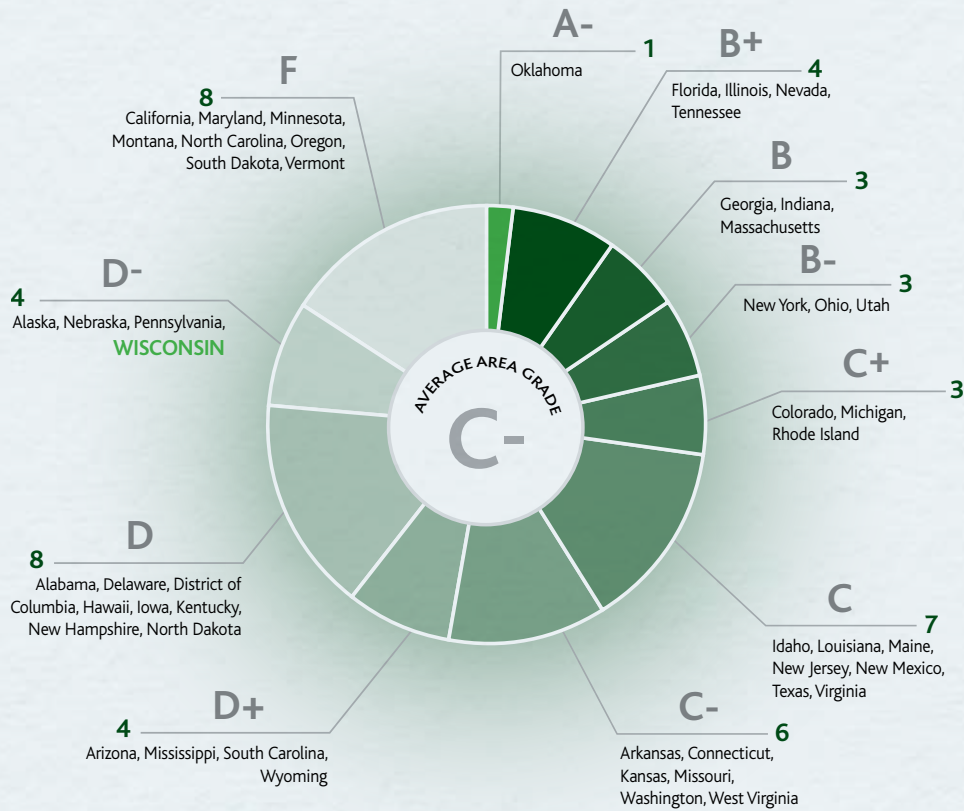 A-
1
Oklahoma
B+
4
Florida, Illinois, Nevada,
Tennessee
B
3
Georgia, Indiana,
Massachusetts
B-
3
New York, Ohio, Utah
C+
3
Colorado, Michigan,
Rhode Island
C
7
Idaho, Louisiana, Maine,
New Jersey, New Mexico,
Texas, Virginia
C-
6
Arkansas, Connecticut,
Kansas, Missouri,
Washington, West Virginia
D+
4
Arizona, Mississippi, South Carolina,
Wyoming
D
8
Alabama, Delaware, District of
Columbia, Hawaii, Iowa, Kentucky,
New Hampshire, North Dakota
D-
4
Alaska, Nebraska, Pennsylvania,
WISCONSIN
F
8
California, Maryland, Minnesota,
Montana, North Carolina, Oregon,
South Dakota, Vermont
AVERAGE AREA GRADE
C-